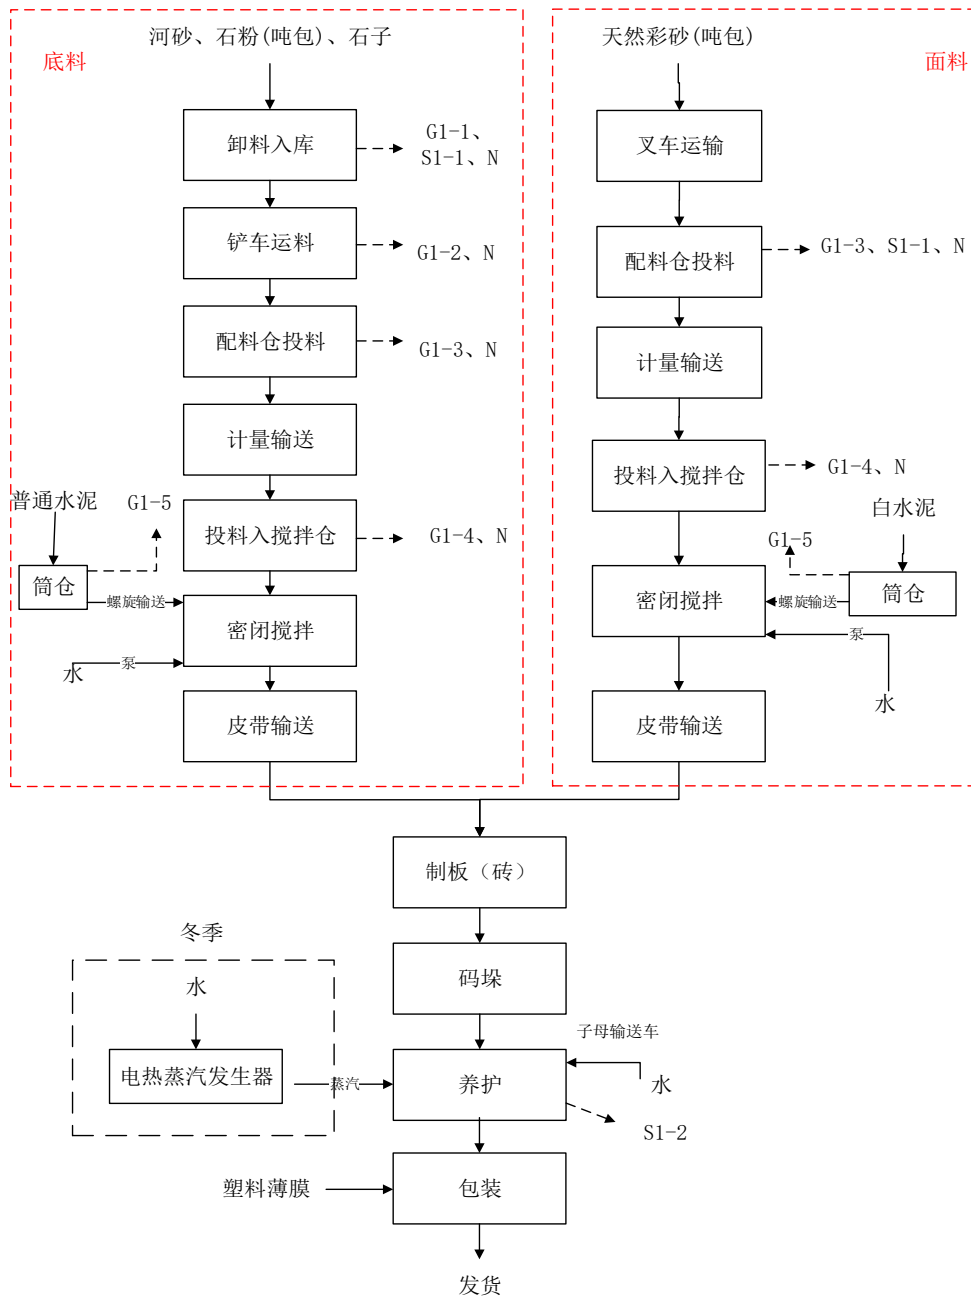 河砂、石粉(吨包)、石子
底料
卸料入库
G1-1、
S1-1、N
铲车运料
G1-2、N
配料仓投料
G1-3、N
计量输送
普通水泥
G1-5
投料入搅拌仓
G1-4、N
筒仓
螺旋输送
密闭搅拌
水
泵
皮带输送
天然彩砂(吨包)
面料
叉车运输
配料仓投料
G1-3、S1-1、N
计量输送
投料入搅拌仓
G1-4、N
白水泥
G1-5
密闭搅拌
螺旋输送
筒仓
泵
水
皮带输送
制板（砖）
冬季
码垛
水
子母输送车
电热蒸汽发生器
蒸汽
养护
水
S1-2
塑料薄膜
包装
发货